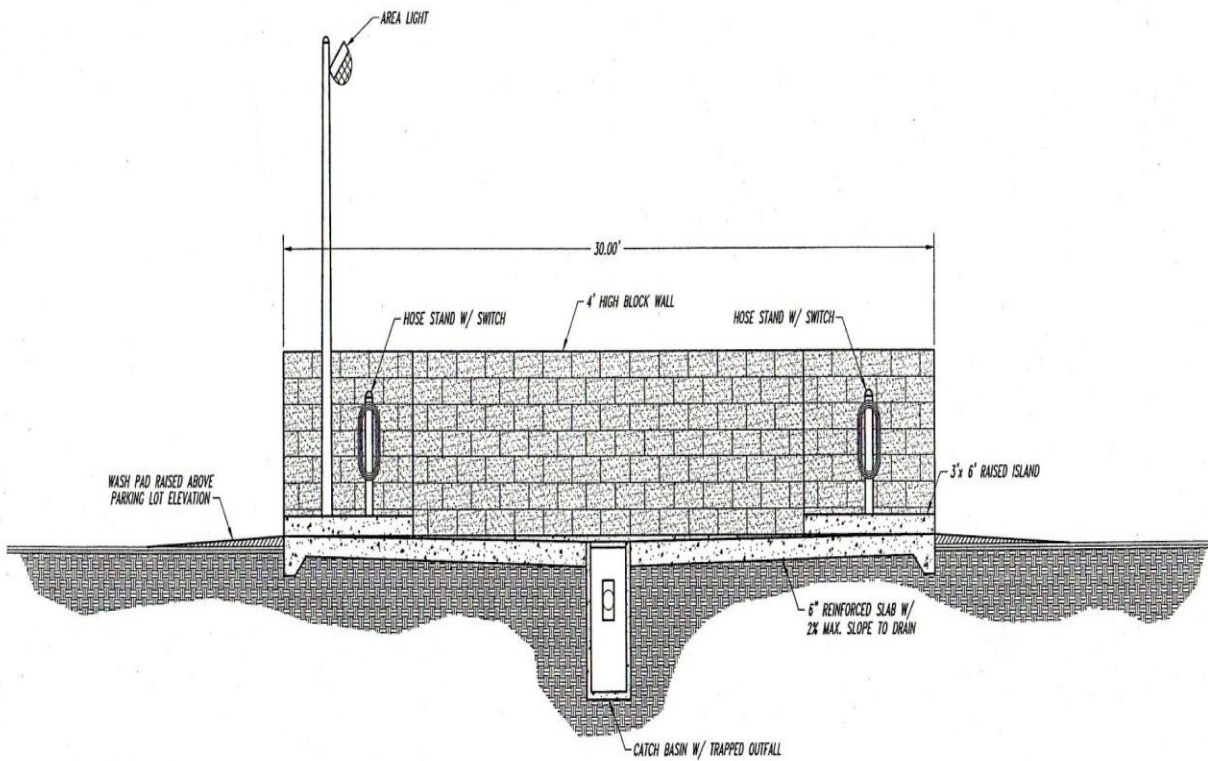 AREA LIGHT
30.00'
4' HIGH BLOCK WALL
HOSE STAND W/ SWITCH
HOSE STAND W/ SWITCH
3'x 6' RAISED ISLAND
WASH PAD RAISED ABOVE
PARKING LOT ELEVATION
6" REINFORCED SLAB W/
2% MAX. SLOPE TO DRAIN
CATCH BASIN W/ TRAPPED OUTFALL